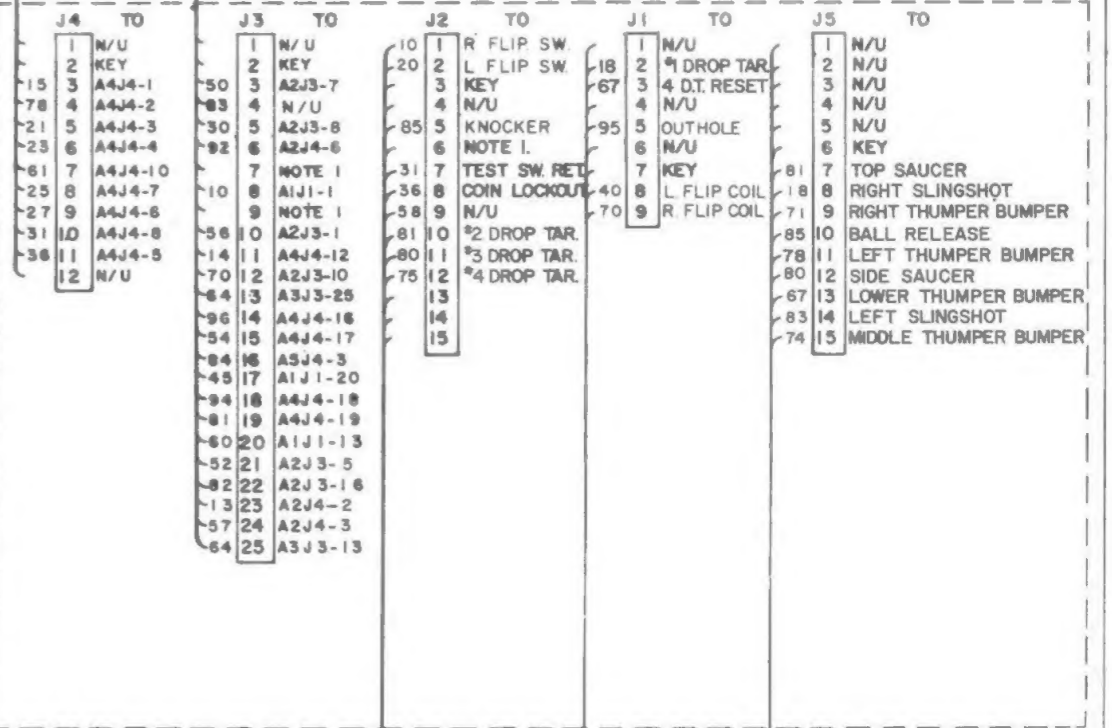 J4 TO
1 N/U
2 KEY
15 3 A4J4-1
78 4 A4J4-2
21 5 A4J4-3
23 6 A4J4-4
61 7 A4J4-10
25 8 A4J4-7
27 9 A4J4-6
31 10 A4J4-8
36 11 A4J4-5
12 N/U
J3 TO
1 N/U
2 KEY
50 3 A2J3-7
83 4 N/U
30 5 A2J3-8
92 6 A2J4-6
7 NOTE 1
10 8 A1J1-1
9 NOTE 1
56 10 A2J3-1
14 11 A4J4-12
70 12 A2J3-10
64 13 A3J3-25
96 14 A4J4-16
54 15 A4J4-17
84 16 A5J4-3
45 17 A1J1-20
94 18 A4J4-18
81 19 A4J4-19
60 20 A1J1-13
52 21 A2J3-5
82 22 A2J3-16
13 23 A2J4-2
57 24 A2J4-3
64 25 A3J3-13
J2 TO
10 1 R FLIP SW.
20 2 L FLIP SW.
3 KEY
4 N/U
85 5 KNOCKER
6 NOTE 1.
31 7 TEST SW. RET.
36 8 COIN LOCKOUT
58 9 N/U
81 10 #2 DROP TAR.
80 11 #3 DROP TAR.
75 12 #4 DROP TAR.
13
14
15
J1 TO
1 N/U
18 2 #1 DROP TAR.
67 3 4 D.T. RESET
4 N/U
95 5 OUTHOLE
6 N/U
7 KEY
40 8 L FLIP COIL
70 9 R FLIP COIL
J5 TO
1 N/U
2 N/U
3 N/U
4 N/U
5 N/U
6 KEY
81 7 TOP SAUCER
18 8 RIGHT SLINGSHOT
71 9 RIGHT THUMPER BUMPER
85 10 BALL RELEASE
78 11 LEFT THUMPER BUMPER
80 12 SIDE SAUCER
67 13 LOWER THUMPER BUMPER
83 14 LEFT SLINGSHOT
74 15 MIDDLE THUMPER BUMPER